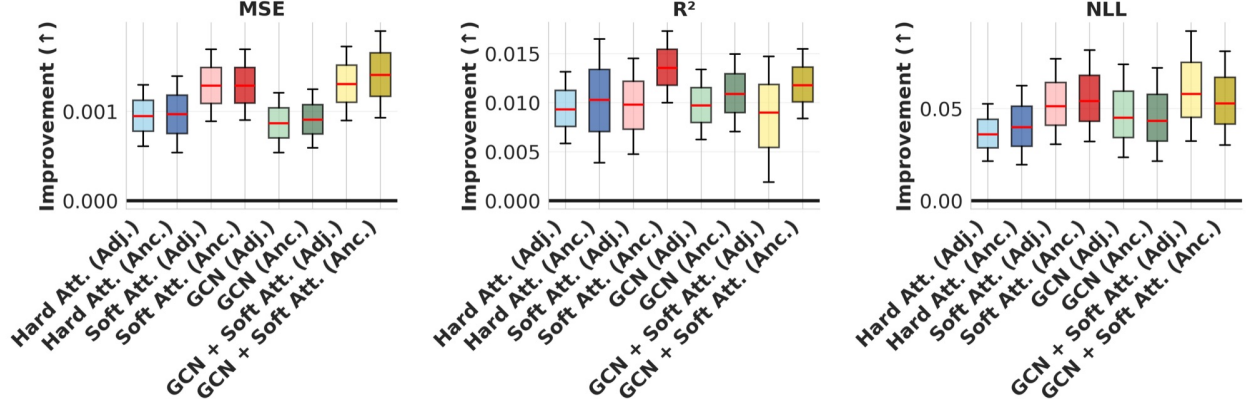 MSE
Improvement (↑)
0.001
0.000
Hard Att. (Adj.)
Hard Att. (Anc.)
Soft Att. (Adj.)
Soft Att. (Anc.)
GCN (Adj.)
GCN (Anc.)
GCN + Soft Att. (Adj.)
GCN + Soft Att. (Anc.)
R²
Improvement (↑)
0.015
0.010
0.005
0.000
Hard Att. (Adj.)
Hard Att. (Anc.)
Soft Att. (Adj.)
Soft Att. (Anc.)
GCN (Adj.)
GCN (Anc.)
GCN + Soft Att. (Adj.)
GCN + Soft Att. (Anc.)
NLL
Improvement (↑)
0.05
0.00
Hard Att. (Adj.)
Hard Att. (Anc.)
Soft Att. (Adj.)
Soft Att. (Anc.)
GCN (Adj.)
GCN (Anc.)
GCN + Soft Att. (Adj.)
GCN + Soft Att. (Anc.)